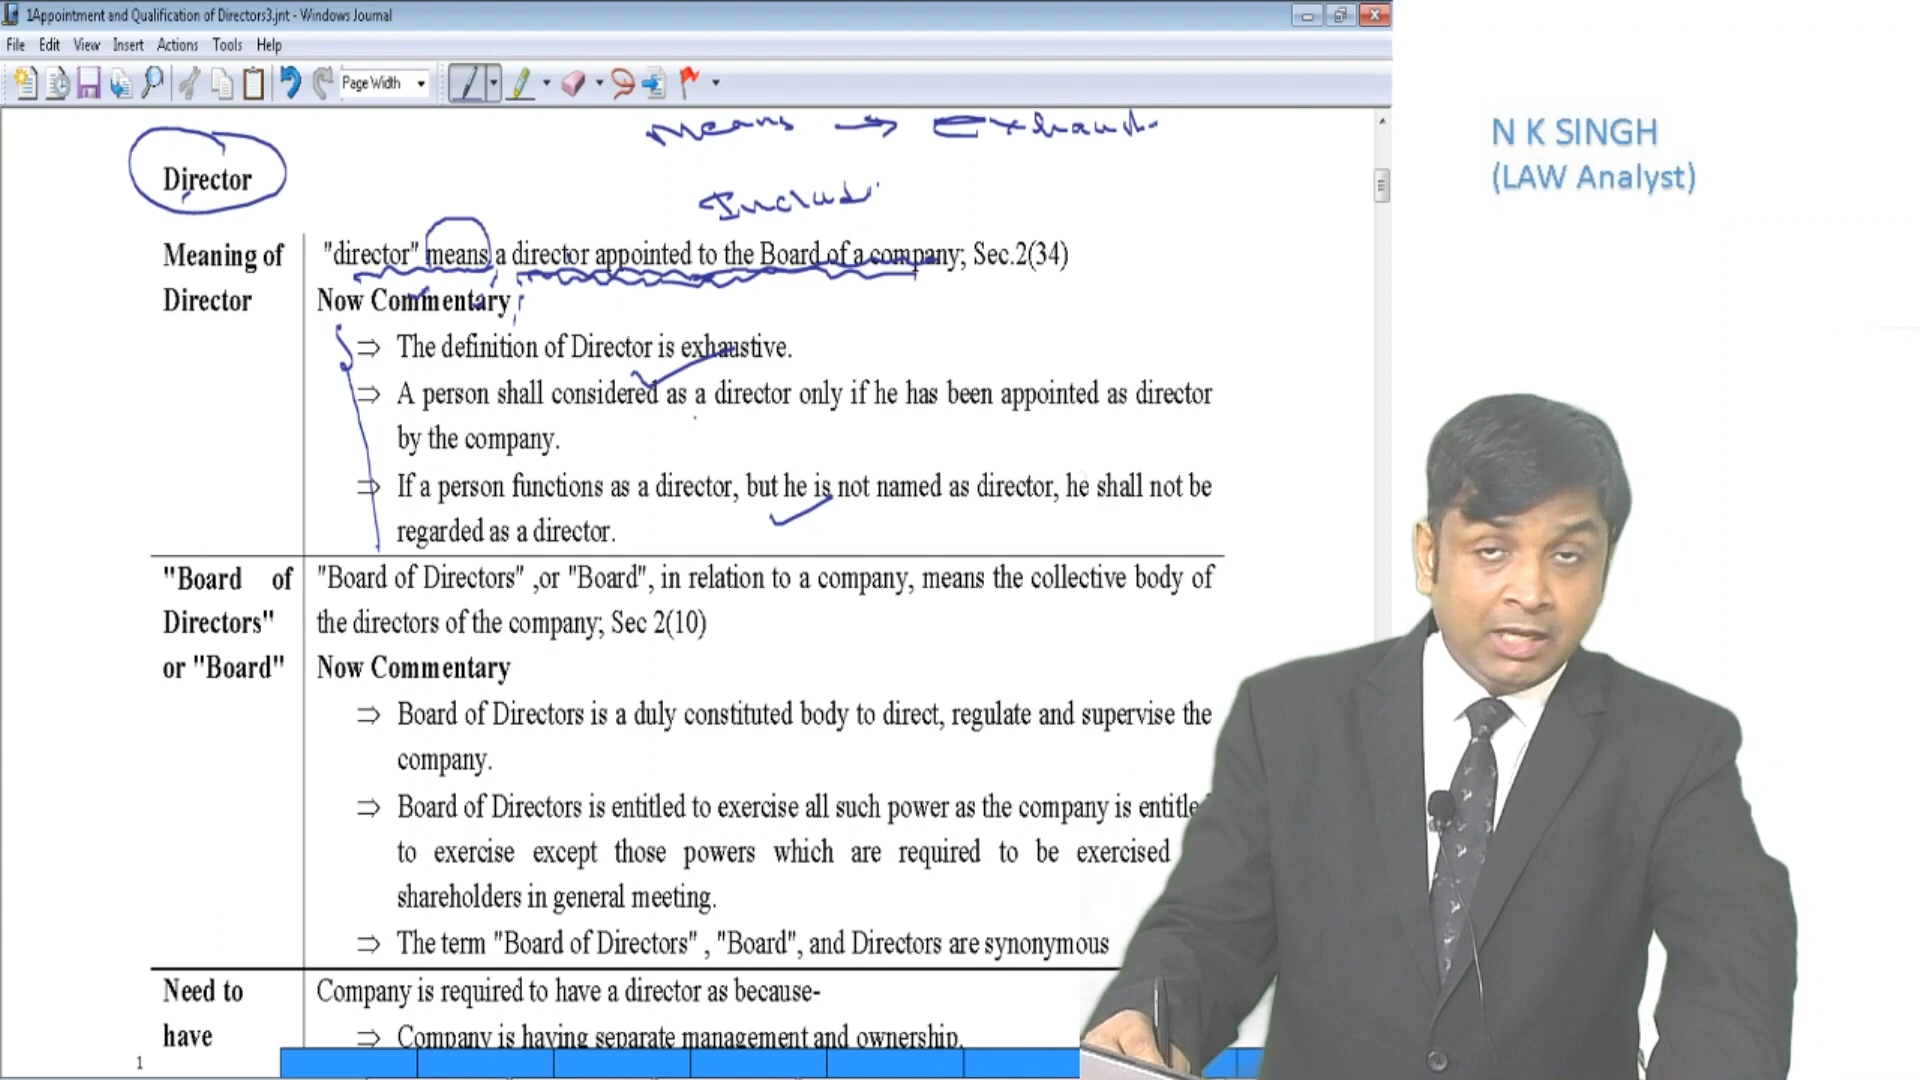 1Appointment and Qualification of Directors3.jnt - Windows Journal
File Edit View Insert Actions Tools Help
Page Width
N K SINGH
(LAW Analyst)
Means → Exhaust
Director
Includ
Meaning of Director
"director" means a director appointed to the Board of a company; Sec.2(34)
Now Commentary
⇒ The definition of Director is exhaustive.
⇒ A person shall considered as a director only if he has been appointed as director
by the company.
⇒ If a person functions as a director, but he is not named as director, he shall not be
regarded as a director.
"Board of Directors" or "Board"
"Board of Directors" ,or "Board", in relation to a company, means the collective body of
the directors of the company; Sec 2(10)
Now Commentary
⇒ Board of Directors is a duly constituted body to direct, regulate and supervise the
company.
⇒ Board of Directors is entitled to exercise all such power as the company is entitle
to exercise except those powers which are required to be exercised
shareholders in general meeting.
⇒ The term "Board of Directors" , "Board", and Directors are synonymous
Need to have
Company is required to have a director as because-
⇒ Company is having separate management and ownership.
1